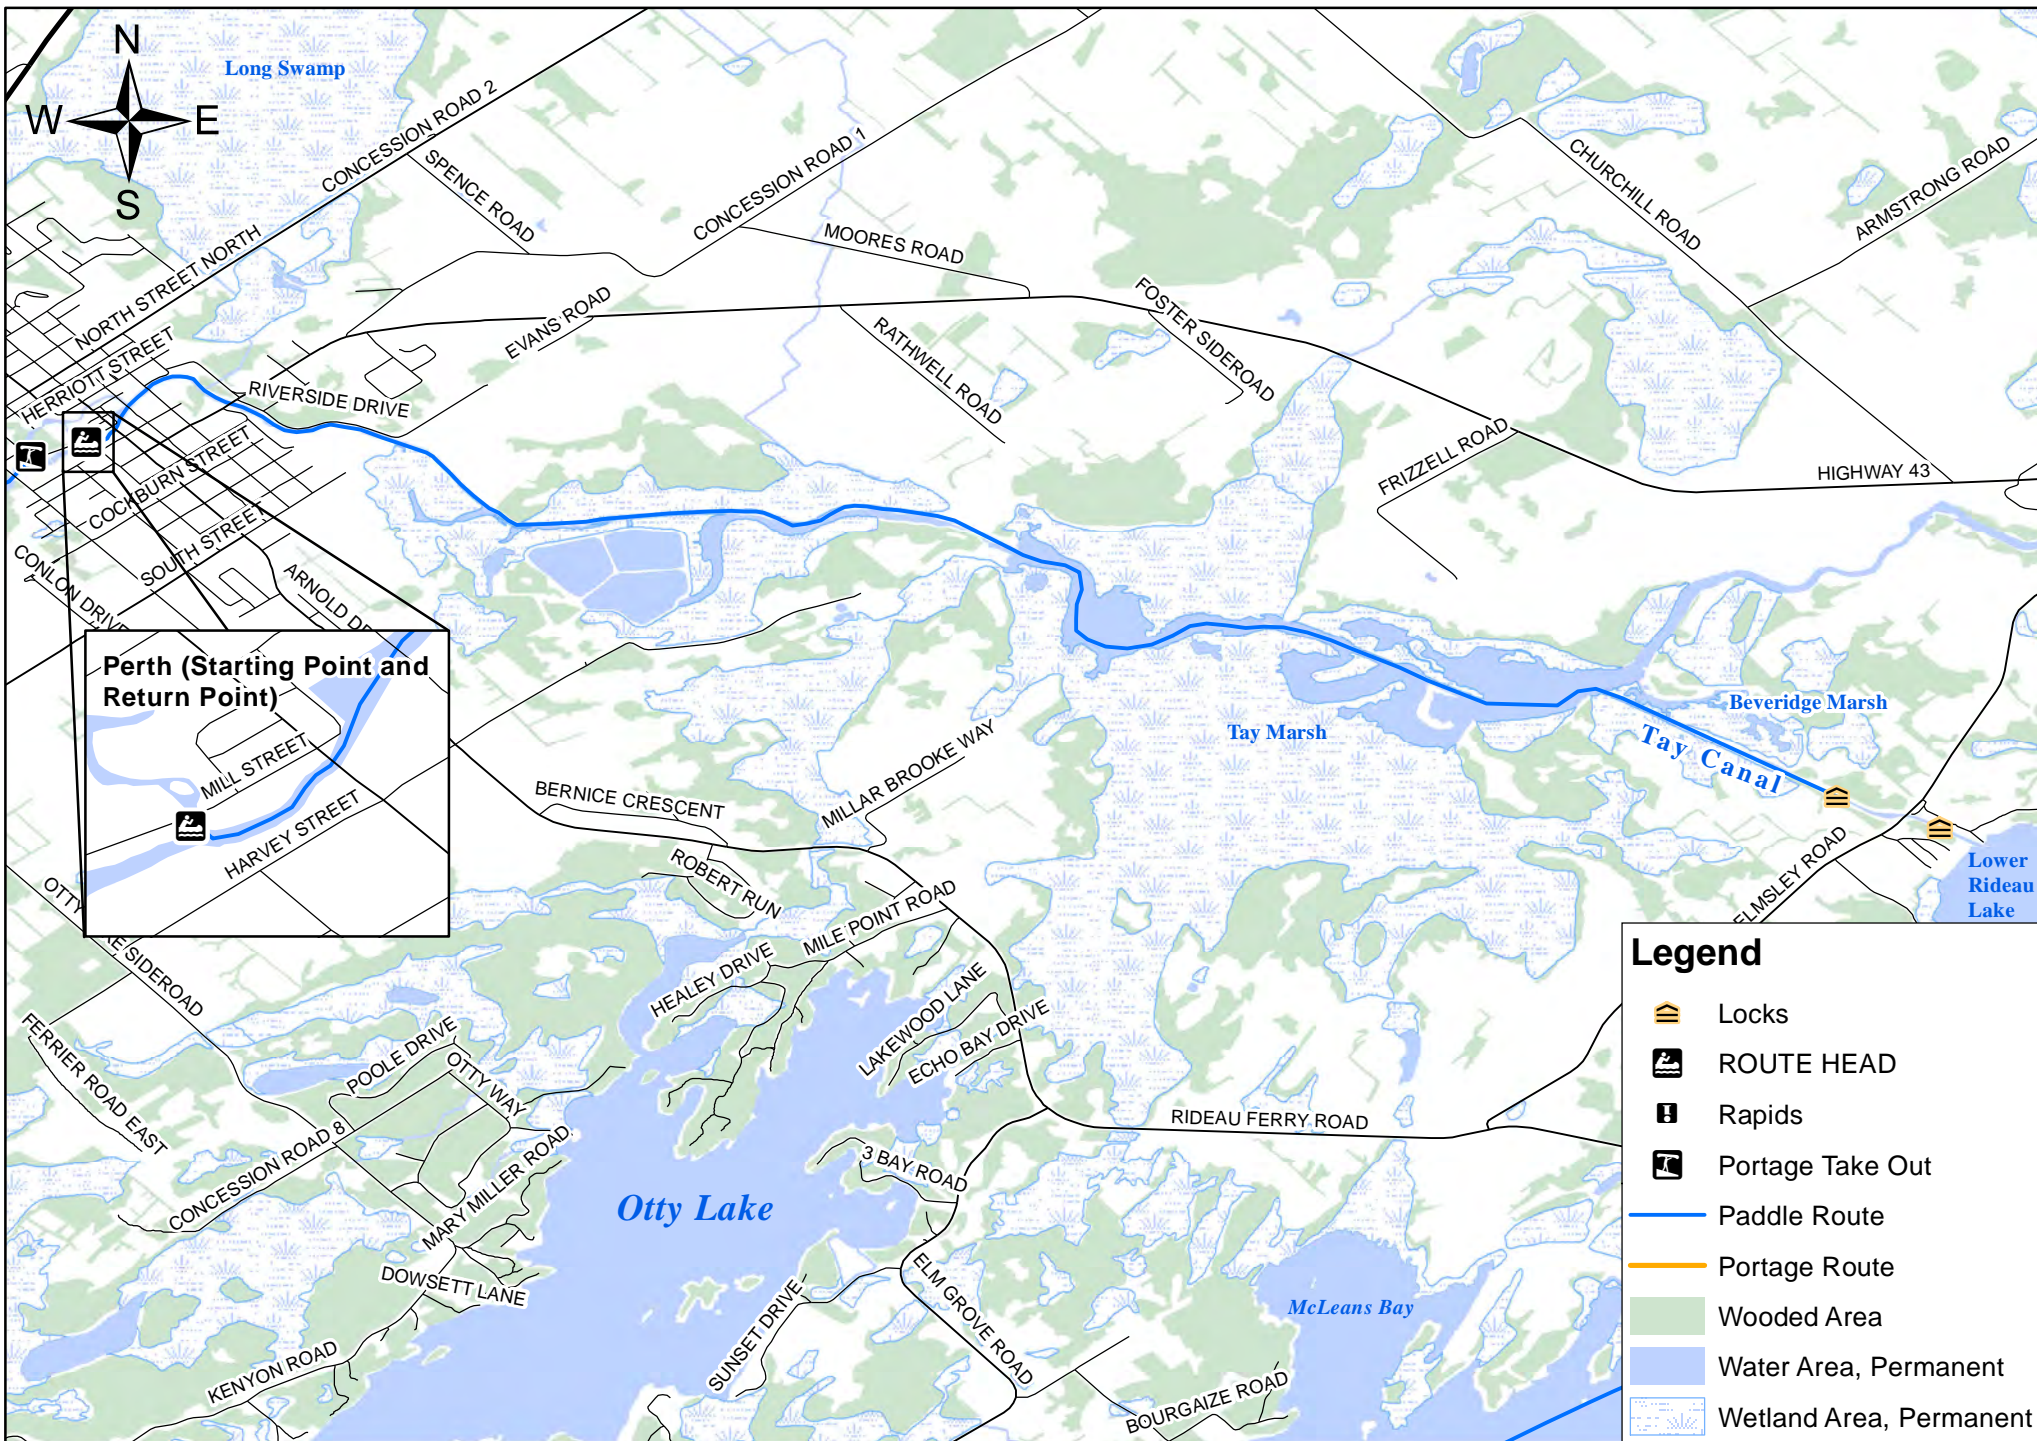 N
W
E
S
Long Swamp
CONCESSION ROAD 2
SPENCE ROAD
CONCESSION ROAD 1
MOORES ROAD
CHURCHILL ROAD
ARMSTRONG ROAD
NORTH STREET NORTH
HERRIOTT STREET
RIVERSIDE DRIVE
EVANS ROAD
RATHWELL ROAD
FOSTER SIDEROAD
FRIZZELL ROAD
HIGHWAY 43
COCKBURN STREET
SOUTH STREET
CONLON DRIVE
ARNOLD DR
Perth (Starting Point and
Return Point)
MILL STREET
HARVEY STREET
Tay Marsh
Beveridge Marsh
Tay Canal
BERNICE CRESCENT
MILLAR BROOKE WAY
ROBERT RUN
MILE POINT ROAD
HEALEY DRIVE
LAKEWOOD LANE
ECHO BAY DRIVE
ELMSLEY ROAD
Lower
Rideau
Lake
OTTY
KE SIDEROAD
FERRIER ROAD EAST
POOLE DRIVE
OTTY WAY
CONCESSION ROAD 8
MARY MILLER ROAD
DOWSETT LANE
KENYON ROAD
Otty Lake
3 BAY ROAD
RIDEAU FERRY ROAD
SUNSET DRIVE
ELM GROVE ROAD
McLeans Bay
BOURGAIZE ROAD
Legend
Locks
ROUTE HEAD
Rapids
Portage Take Out
Paddle Route
Portage Route
Wooded Area
Water Area, Permanent
Wetland Area, Permanent